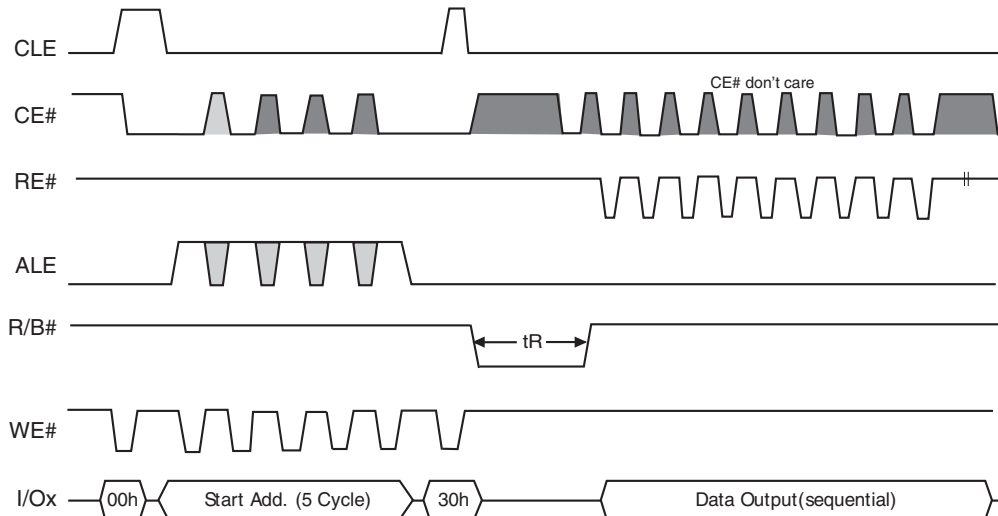 CLE
CE# don't care
CE#
RE#
ALE
R/B#
tR
WE#
I/Ox 00h Start Add. (5 Cycle) 30h Data Output(sequential)